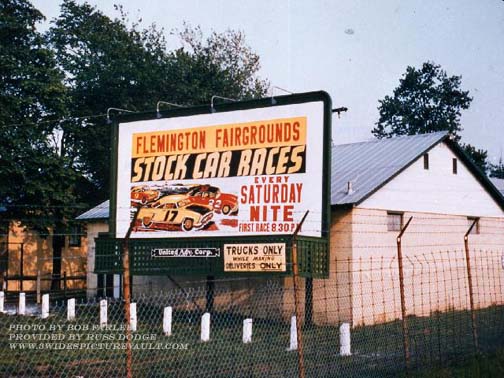 FLEMINGTON FAIRGROUNDS
STOCK CAR RACES
EVERY
SATURDAY
NITE
FIRST RACE 8:30 P.M.
17
United Adv. Corp.
TRUCKS ONLY
WHILE MAKING
DELIVERIES ONLY
PHOTO BY BOB FARLEY
PROVIDED BY RUSS DODGE
WWW.3WIDESPICTUREVAULT.COM